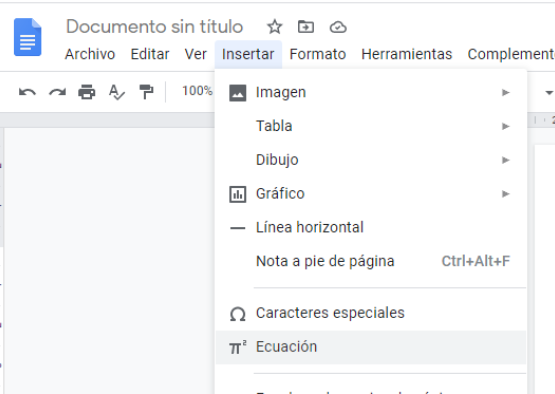 Documento sin título
Archivo Editar Ver Insertar Formato Herramientas Complement
100%
Imagen
Tabla
Dibujo
Gráfico
Línea horizontal
Nota a pie de página Ctrl+Alt+F
Caracteres especiales
π² Ecuación